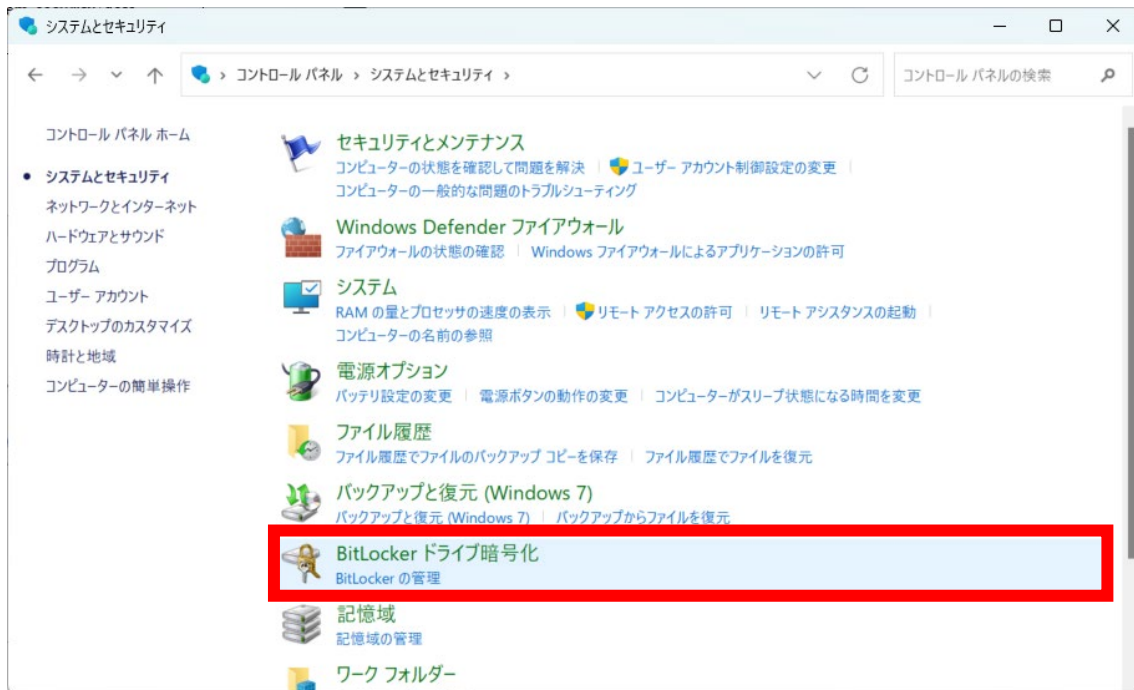 システムとセキュリティ
コントロール パネル › システムとセキュリティ ›
コントロール パネルの検索
コントロール パネル ホーム
システムとセキュリティ
ネットワークとインターネット
ハードウェアとサウンド
プログラム
ユーザー アカウント
デスクトップのカスタマイズ
時計と地域
コンピューターの簡単操作
セキュリティとメンテナンス
コンピューターの状態を確認して問題を解決 ユーザー アカウント制御設定の変更
コンピューターの一般的な問題のトラブルシューティング
Windows Defender ファイアウォール
ファイアウォールの状態の確認 Windows ファイアウォールによるアプリケーションの許可
システム
RAM の量とプロセッサの速度の表示 リモート アクセスの許可 リモート アシスタンスの起動
コンピューターの名前の参照
電源オプション
バッテリ設定の変更 電源ボタンの動作の変更 コンピューターがスリープ状態になる時間を変更
ファイル履歴
ファイル履歴でファイルのバックアップ コピーを保存 ファイル履歴でファイルを復元
バックアップと復元 (Windows 7)
バックアップと復元 (Windows 7) バックアップからファイルを復元
BitLocker ドライブ暗号化
BitLocker の管理
記憶域
記憶域の管理
ワーク フォルダー